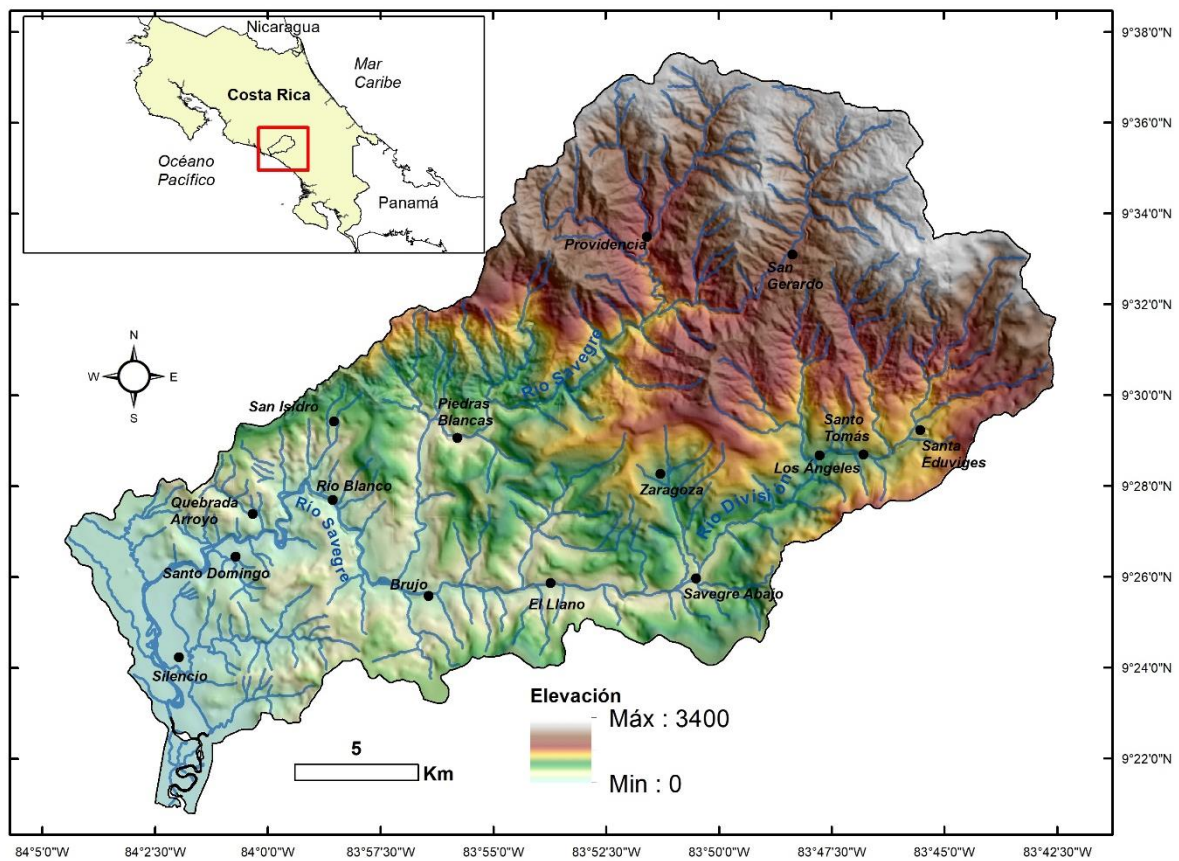 Nicaragua
Mar
Caribe
Costa Rica
Océano
Pacífico
Panamá
N
W
E
S
Providencia
San
Gerardo
Río Savegre
San Isidro
Piedras
Blancas
Santo
Tomás
Santa
Eduviges
Los Angeles
Zaragoza
Río División
Rio Blanco
Quebrada
Arroyo
Río Savegre
Santo Domingo
Brujo
El Llano
Savegre Abajo
Silencio
Elevación
Máx : 3400
Min : 0
5
Km
9°38'0"N
9°36'0"N
9°34'0"N
9°32'0"N
9°30'0"N
9°28'0"N
9°26'0"N
9°24'0"N
9°22'0"N
84°5'0"W
84°2'30"W
84°0'0"W
83°57'30"W
83°55'0"W
83°52'30"W
83°50'0"W
83°47'30"W
83°45'0"W
83°42'30"W